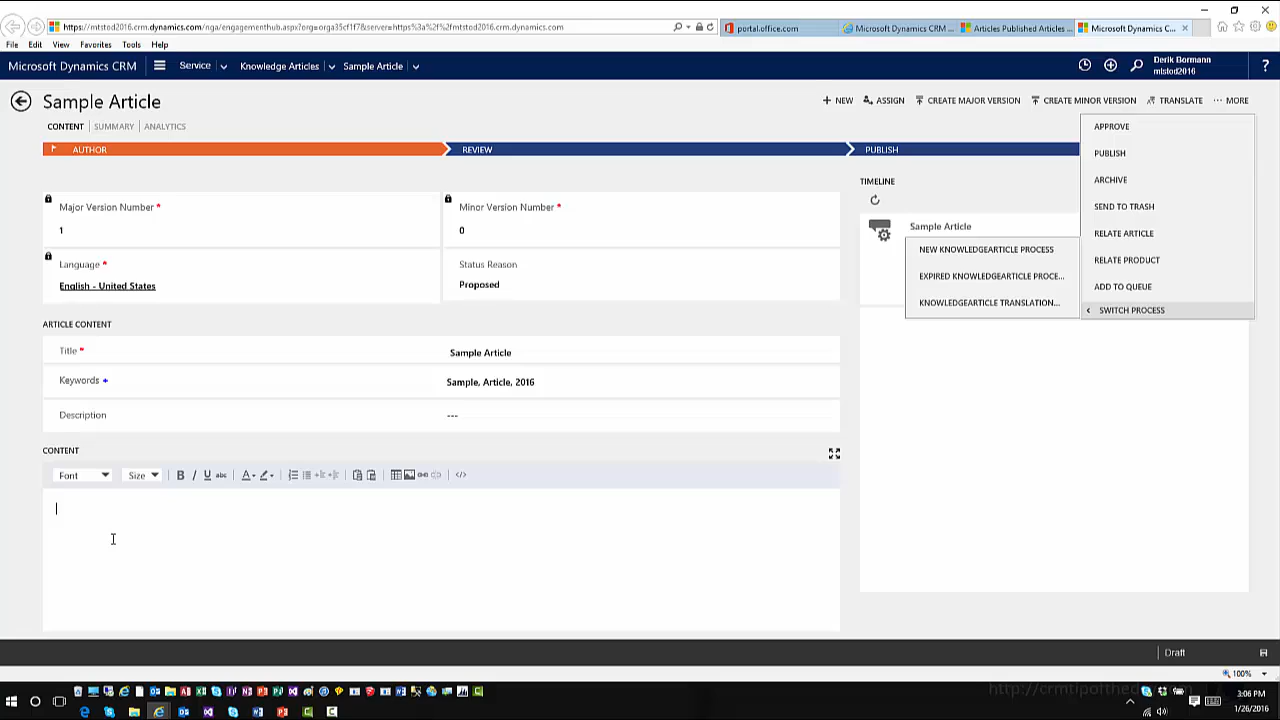 https://mtstod2016.crm.dynamics.com/nga/engagementhub.aspx?org=orga35cf1f7&server=https%3a%2f%2fmtstod2016.crm.dynamics.com
portal.office.com
Microsoft Dynamics CRM ...
Articles Published Articles ...
Microsoft Dynamics C...
File Edit View Favorites Tools Help
Microsoft Dynamics CRM
Service
Knowledge Articles
Sample Article
Derik Bormann
mtstod2016
?
Sample Article
+ NEW
ASSIGN
CREATE MAJOR VERSION
CREATE MINOR VERSION
TRANSLATE
... MORE
CONTENT | SUMMARY | ANALYTICS
AUTHOR
REVIEW
PUBLISH
APPROVE
PUBLISH
ARCHIVE
SEND TO TRASH
RELATE ARTICLE
RELATE PRODUCT
ADD TO QUEUE
SWITCH PROCESS
NEW KNOWLEDGEARTICLE PROCESS
EXPIRED KNOWLEDGEARTICLE PROCE...
KNOWLEDGEARTICLE TRANSLATION...
TIMELINE
Sample Article
Major Version Number *
1
Minor Version Number *
0
Language *
English - United States
Status Reason
Proposed
ARTICLE CONTENT
Title *
Sample Article
Keywords +
Sample, Article, 2016
Description
---
CONTENT
Font
Size
B I U abc A
</>
Draft
100%
http://crmtipoftheday.com
3:06 PM
1/26/2016